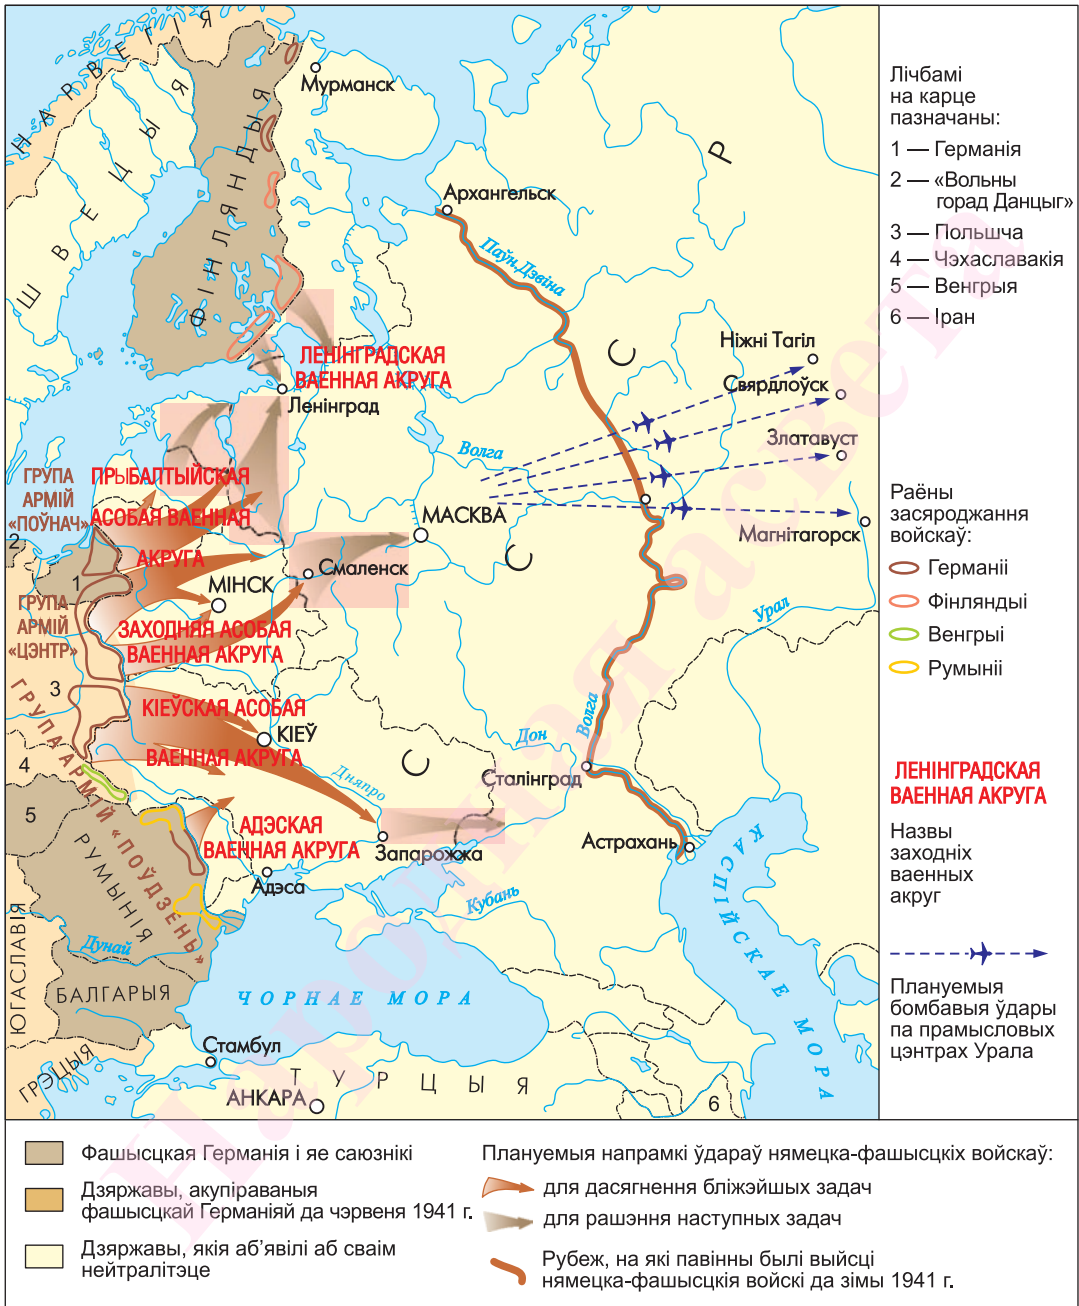 НАРВЕГІЯ
ШВЕЦЫЯ
ФІНЛЯНДЫЯ
Мурманск
Архангельск
Паўн.Дзвіна
С С С Р
ЛЕНІНГРАДСКАЯ
ВАЕННАЯ АКРУГА
Ленінград
Ніжні Тагіл
Свярдлоўск
Златавуст
Магнітагорск
Волга
ГРУПА
АРМІЙ
«ПОЎНАЧ»
ПРЫБАЛТЫЙСКАЯ
АСОБАЯ ВАЕННАЯ
АКРУГА
МАСКВА
Смаленск
МІНСК
2
1
ГРУПА
АРМІЙ
«ЦЭНТР»
ЗАХОДНЯЯ АСОБАЯ
ВАЕННАЯ АКРУГА
Урал
3
ГРУПА АРМІЙ «ПОЎДЗЕНЬ»
КІЕЎСКАЯ АСОБАЯ
ВАЕННАЯ АКРУГА
КІЕЎ
Волга
Дон
Дняпро
Сталінград
4
5
АДЭСКАЯ
ВАЕННАЯ АКРУГА
Запарожжа
Астрахань
РУМЫНІЯ
Адэса
Кубань
КАСПІЙСКАЕ МОРА
Дунай
ЮГАСЛАВІЯ
БАЛГАРЫЯ
ЧОРНАЕ МОРА
ГРЭЦЫЯ
Стамбул
ТУРЦЫЯ
АНКАРА
6
Народная асвета
Лічбамі
на карце
пазначаны:
1 — Германія
2 — «Вольны
горад Данцыг»
3 — Польшча
4 — Чэхаславакія
5 — Венгрыя
6 — Іран
Раёны
засяроджання
войскаў:
Германіі
Фінляндыі
Венгрыі
Румыніі
ЛЕНІНГРАДСКАЯ
ВАЕННАЯ АКРУГА
Назвы
заходніх
ваенных
акруг
Плануемыя
бомбавыя ўдары
па прамысловых
цэнтрах Урала
Фашысцкая Германія і яе саюзнікі
Дзяржавы, акупіраваныя
фашысцкай Германіяй да чэрвеня 1941 г.
Дзяржавы, якія аб’явілі аб сваім
нейтралітэце
Плануемыя напрамкі ўдараў нямецка-фашысцкіх войскаў:
для дасягнення бліжэйшых задач
для рашэння наступных задач
Рубеж, на які павінны былі выйсці
нямецка-фашысцкія войскі да зімы 1941 г.